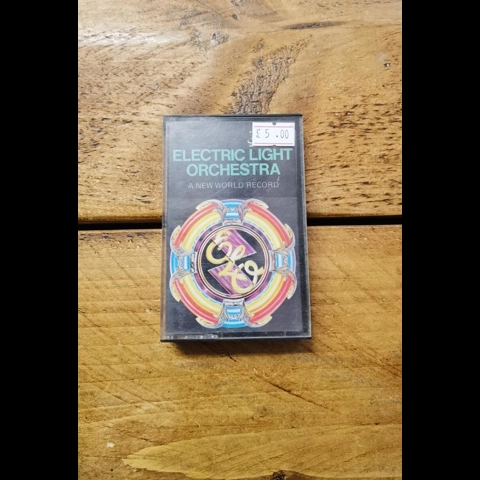 £5.00
ELECTRIC LIGHT
ORCHESTRA
A NEW WORLD RECORD
ELO